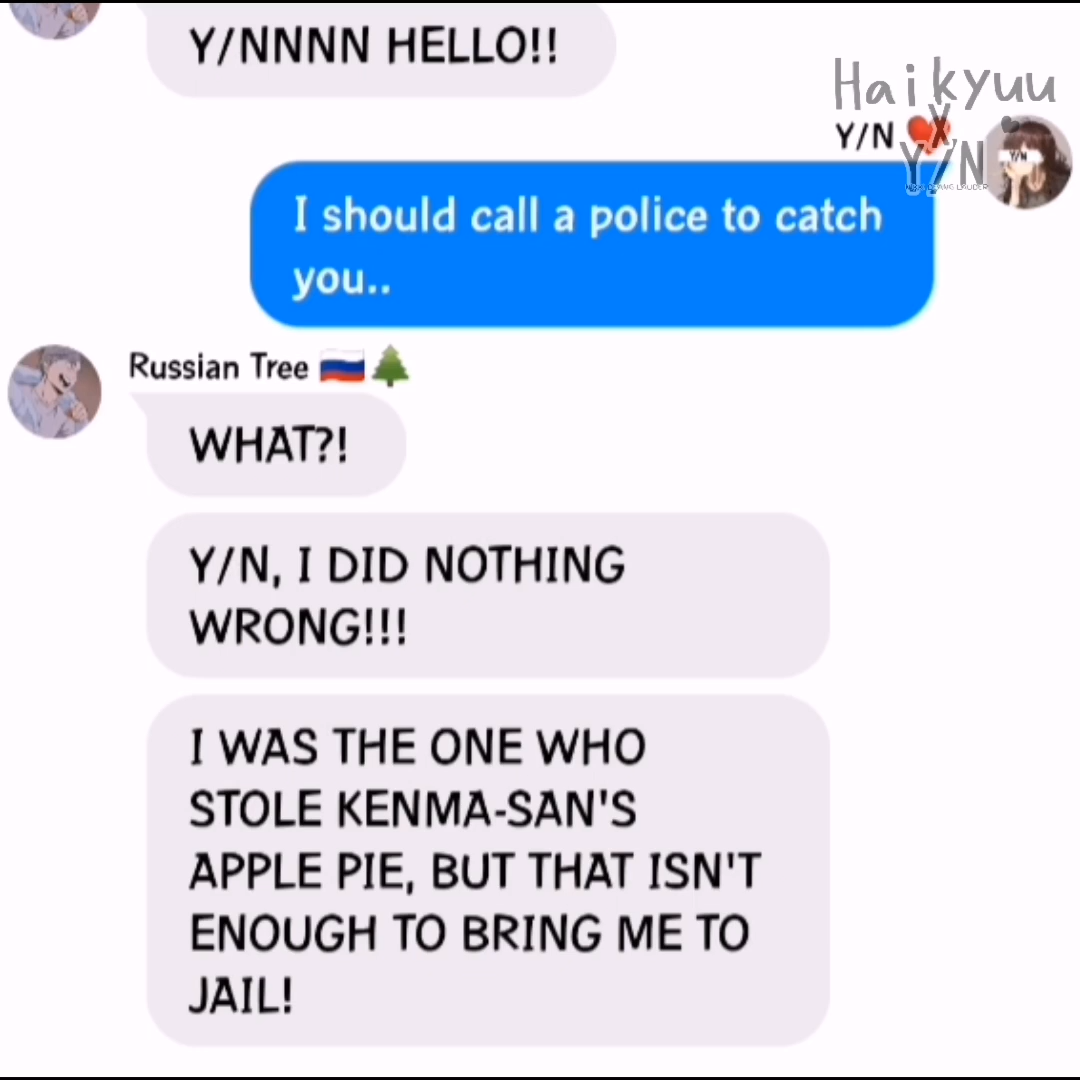 Y/NNNN HELLO!!
Haikyuu
X
Y/N
Y/N
Y/N
I should call a police to catch
you..
Russian Tree
WHAT?!
Y/N, I DID NOTHING
WRONG!!!
I WAS THE ONE WHO
STOLE KENMA-SAN'S
APPLE PIE, BUT THAT ISN'T
ENOUGH TO BRING ME TO
JAIL!